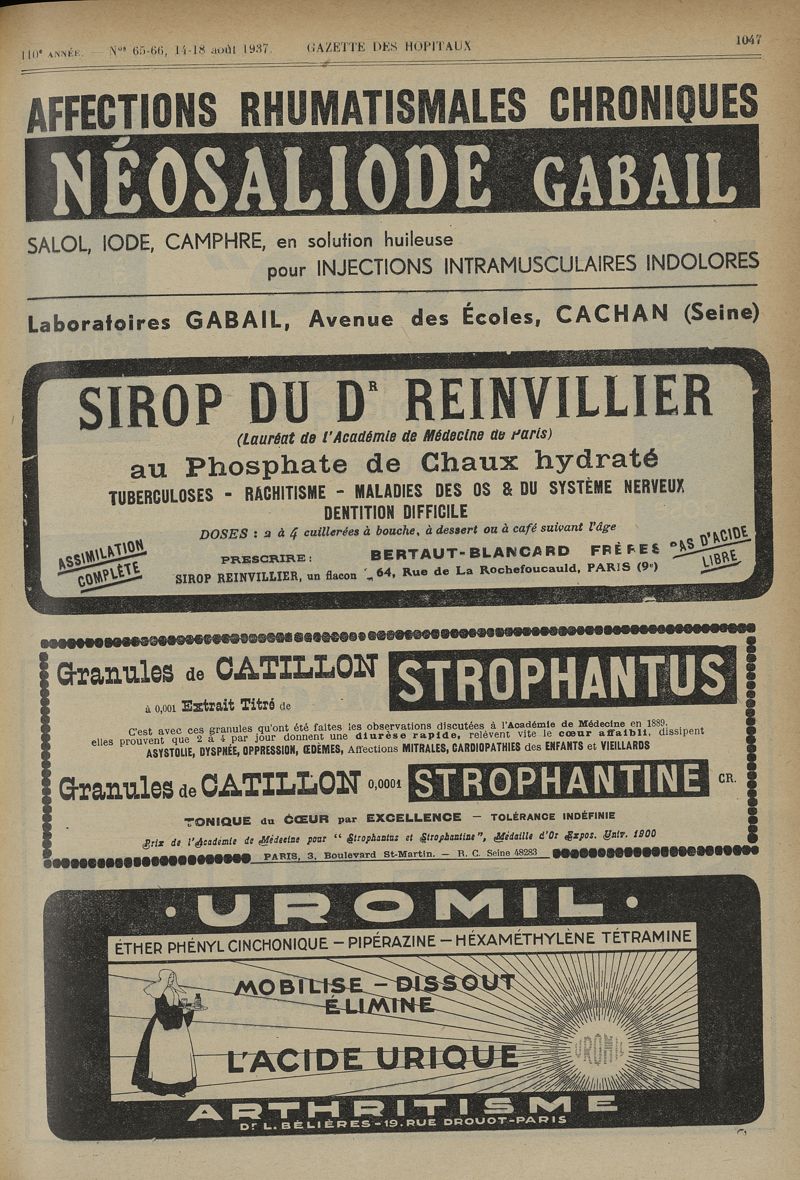 110e ANNÉE. — Nos 65-66, 14-18 août 1937. GAZETTE DES HOPITAUX 1047
AFFECTIONS RHUMATISMALES CHRONIQUES
NÉOSALIODE GABAIL
SALOL, IODE, CAMPHRE, en solution huileuse
pour INJECTIONS INTRAMUSCULAIRES INDOLORES
Laboratoires GABAIL, Avenue des Écoles, CACHAN (Seine)
SIROP DU DR REINVILLIER
(Lauréat de l'Académie de Médecine de Paris)
au Phosphate de Chaux hydraté
TUBERCULOSES - RACHITISME - MALADIES DES OS & DU SYSTÈME NERVEUX
DENTITION DIFFICILE
DOSES : 2 à 4 cuillerées à bouche, à dessert ou à café suivant l'âge
ASSIMILATION COMPLÈTE
PRESCRIRE :
SIROP REINVILLIER, un flacon
BERTAUT-BLANCARD FRÈRES
64, Rue de La Rochefoucauld, PARIS (9e)
PAS D'ACIDE LIBRE
Granules de CATILLON STROPHANTUS
à 0,001 Extrait Titré de
C'est avec ces granules qu'ont été faites les observations discutées à l'Académie de Médecine en 1889,
elles prouvent que 2 à 4 par jour donnent une diurèse rapide, relèvent vite le cœur affaibli, dissipent
ASYSTOLIE, DYSPNÉE, OPPRESSION, ŒDÈMES, Affections MITRALES, CARDIOPATHIES des ENFANTS et VIEILLARDS
Granules de CATILLON 0,0001 STROPHANTINE CR.
TONIQUE du CŒUR par EXCELLENCE — TOLÉRANCE INDÉFINIE
Prix de l'Académie de Médecine pour "Strophantus et Strophantine", Médaille d'Or Expos. Univ. 1900
PARIS, 3, Boulevard St-Martin. — R. C. Seine 48283
· UROMIL ·
ÉTHER PHÉNYL CINCHONIQUE — PIPÉRAZINE — HÉXAMÉTHYLÈNE TÉTRAMINE
MOBILISE — DISSOUT
ÉLIMINE
L'ACIDE URIQUE
UROMIL
ARTHRITISME
Dr L. BÉLIÈRES - 19. RUE DROUOT - PARIS